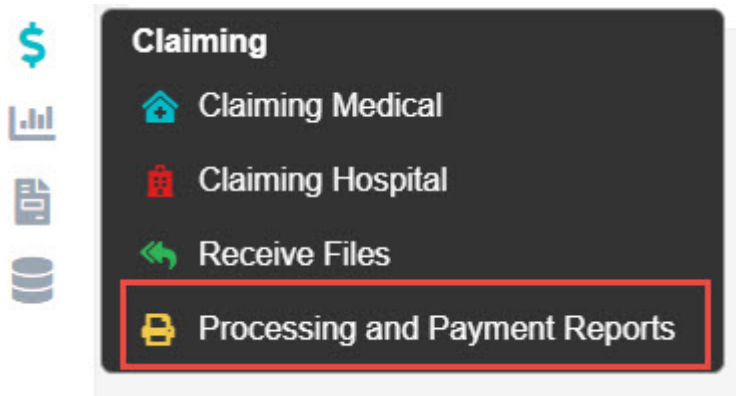 Claiming
Claiming Medical
Claiming Hospital
Receive Files
Processing and Payment Reports